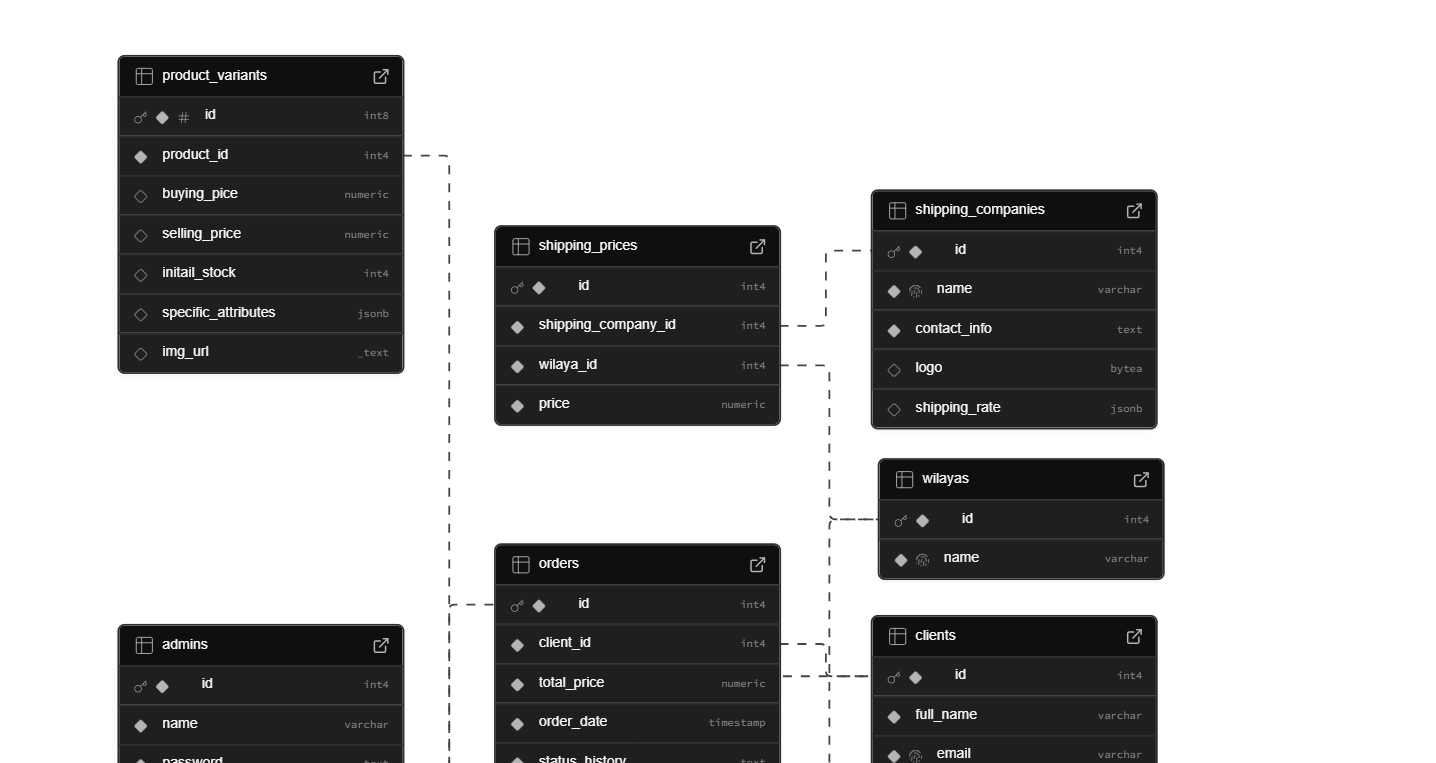 product_variants
# id int8
product_id int4
buying_pice numeric
selling_price numeric
initail_stock int4
specific_attributes jsonb
img_url _text
shipping_prices
id int4
shipping_company_id int4
wilaya_id int4
price numeric
shipping_companies
id int4
name varchar
contact_info text
logo bytea
shipping_rate jsonb
wilayas
id int4
name varchar
orders
id int4
client_id int4
total_price numeric
order_date timestamp
status_history text
admins
id int4
name varchar
password text
clients
id int4
full_name varchar
email varchar